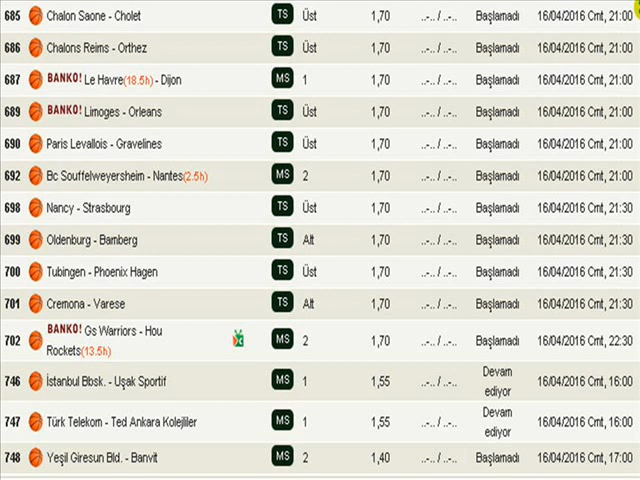 685 Chalon Saone - Cholet TS Üst 1,70 ..-.. / ..-.. Başlamadı 16/04/2016 Cmt, 21:00
686 Chalons Reims - Orthez TS Üst 1,70 ..-.. / ..-.. Başlamadı 16/04/2016 Cmt, 21:00
687 BANKO! Le Havre(18.5h) - Dijon MS 1 1,70 ..-.. / ..-.. Başlamadı 16/04/2016 Cmt, 21:00
689 BANKO! Limoges - Orleans TS Üst 1,70 ..-.. / ..-.. Başlamadı 16/04/2016 Cmt, 21:00
690 Paris Levallois - Gravelines TS Üst 1,70 ..-.. / ..-.. Başlamadı 16/04/2016 Cmt, 21:00
692 Bc Souffelweyersheim - Nantes(2.5h) MS 2 1,70 ..-.. / ..-.. Başlamadı 16/04/2016 Cmt, 21:00
698 Nancy - Strasbourg TS Üst 1,70 ..-.. / ..-.. Başlamadı 16/04/2016 Cmt, 21:30
699 Oldenburg - Bamberg TS Alt 1,70 ..-.. / ..-.. Başlamadı 16/04/2016 Cmt, 21:30
700 Tubingen - Phoenix Hagen TS Üst 1,70 ..-.. / ..-.. Başlamadı 16/04/2016 Cmt, 21:30
701 Cremona - Varese TS Alt 1,70 ..-.. / ..-.. Başlamadı 16/04/2016 Cmt, 21:30
702 BANKO! Gs Warriors - Hou
Rockets(13.5h) MS 2 1,70 ..-.. / ..-.. Başlamadı 16/04/2016 Cmt, 22:30
746 İstanbul Bbsk. - Uşak Sportif MS 1 1,55 ..-.. / ..-.. Devam
ediyor 16/04/2016 Cmt, 16:00
747 Türk Telekom - Ted Ankara Kolejliler MS 1 1,55 ..-.. / ..-.. Devam
ediyor 16/04/2016 Cmt, 16:00
748 Yeşil Giresun Bld. - Banvit MS 2 1,40 ..-.. / ..-.. Başlamadı 16/04/2016 Cmt, 17:00